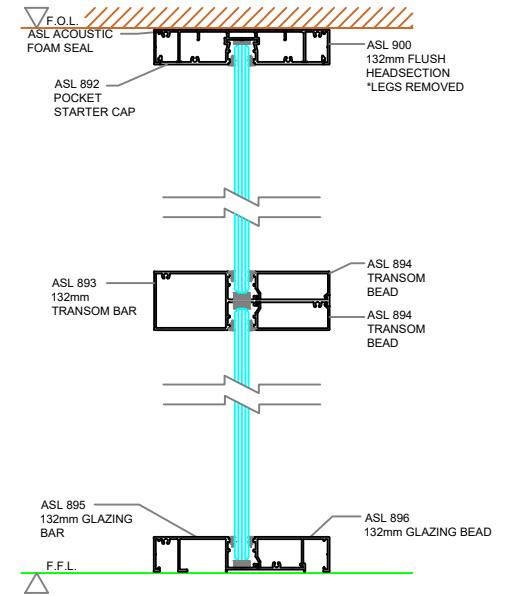 F.O.L.
ASL ACOUSTIC
FOAM SEAL
ASL 900
132mm FLUSH
HEADSECTION
*LEGS REMOVED
ASL 892
POCKET
STARTER CAP
ASL 893
132mm
TRANSOM BAR
ASL 894
TRANSOM
BEAD
ASL 894
TRANSOM
BEAD
ASL 895
132mm GLAZING
BAR
ASL 896
132mm GLAZING BEAD
F.F.L.